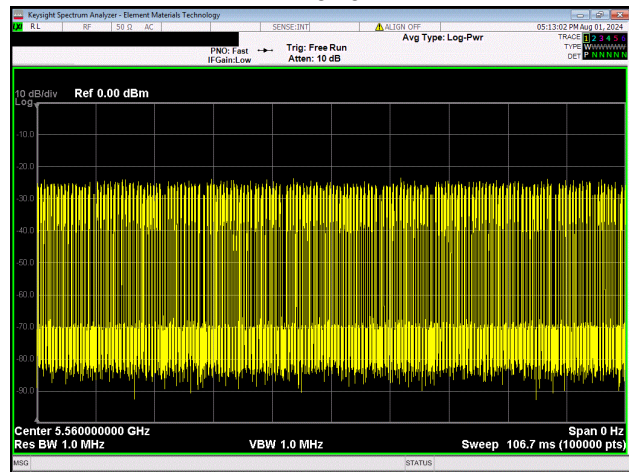 Keysight Spectrum Analyzer - Element Materials Technology
LXI RL RF 50 Ω AC SENSE:INT ALIGN OFF 05:13:02 PM Aug 01, 2024
Avg Type: Log-Pwr TRACE 1 2 3 4 5 6
PNO: Fast Trig: Free Run TYPE WWWWWW
IFGain:Low Atten: 10 dB DET P NNNNN
10 dB/div Ref 0.00 dBm
Log
-10.0
-20.0
-30.0
-40.0
-50.0
-60.0
-70.0
-80.0
-90.0
Center 5.560000000 GHz Span 0 Hz
Res BW 1.0 MHz VBW 1.0 MHz Sweep 106.7 ms (100000 pts)
MSG STATUS